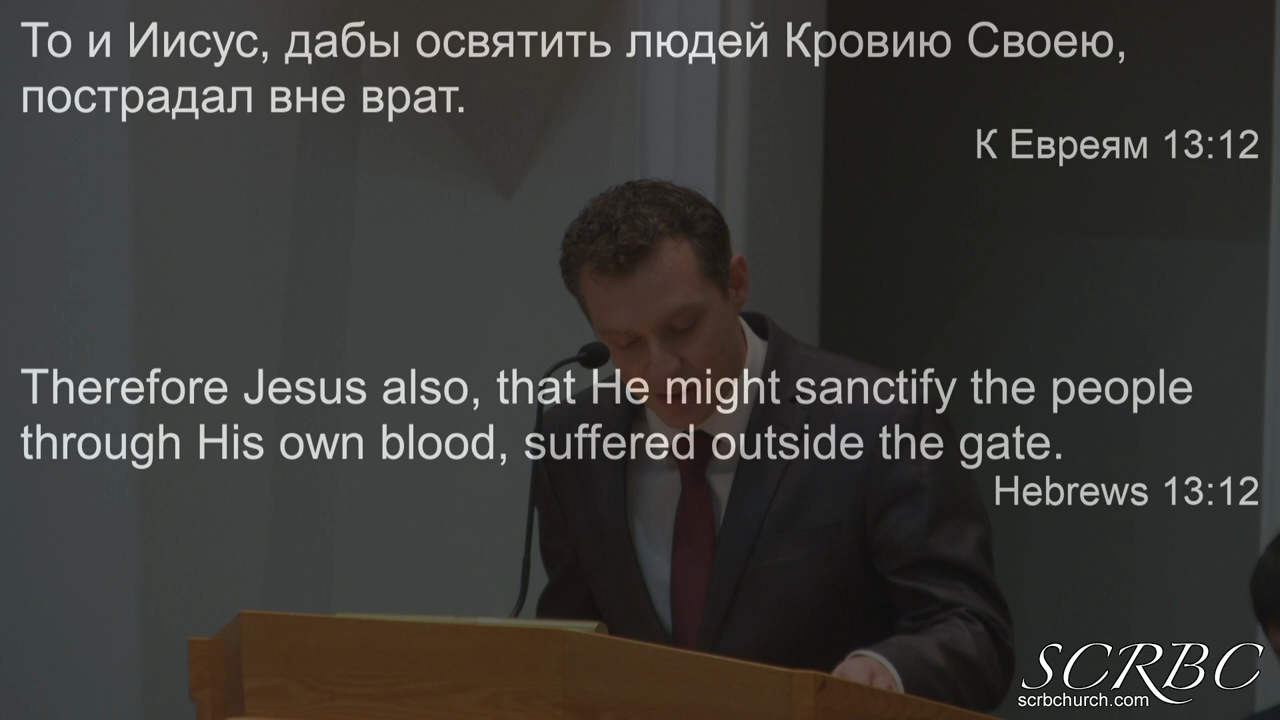 То и Иисус, дабы освятить людей Кровию Своею,
пострадал вне врат.
К Евреям 13:12
Therefore Jesus also, that He might sanctify the people
through His own blood, suffered outside the gate.
Hebrews 13:12
SCRBC
scrbchurch.com